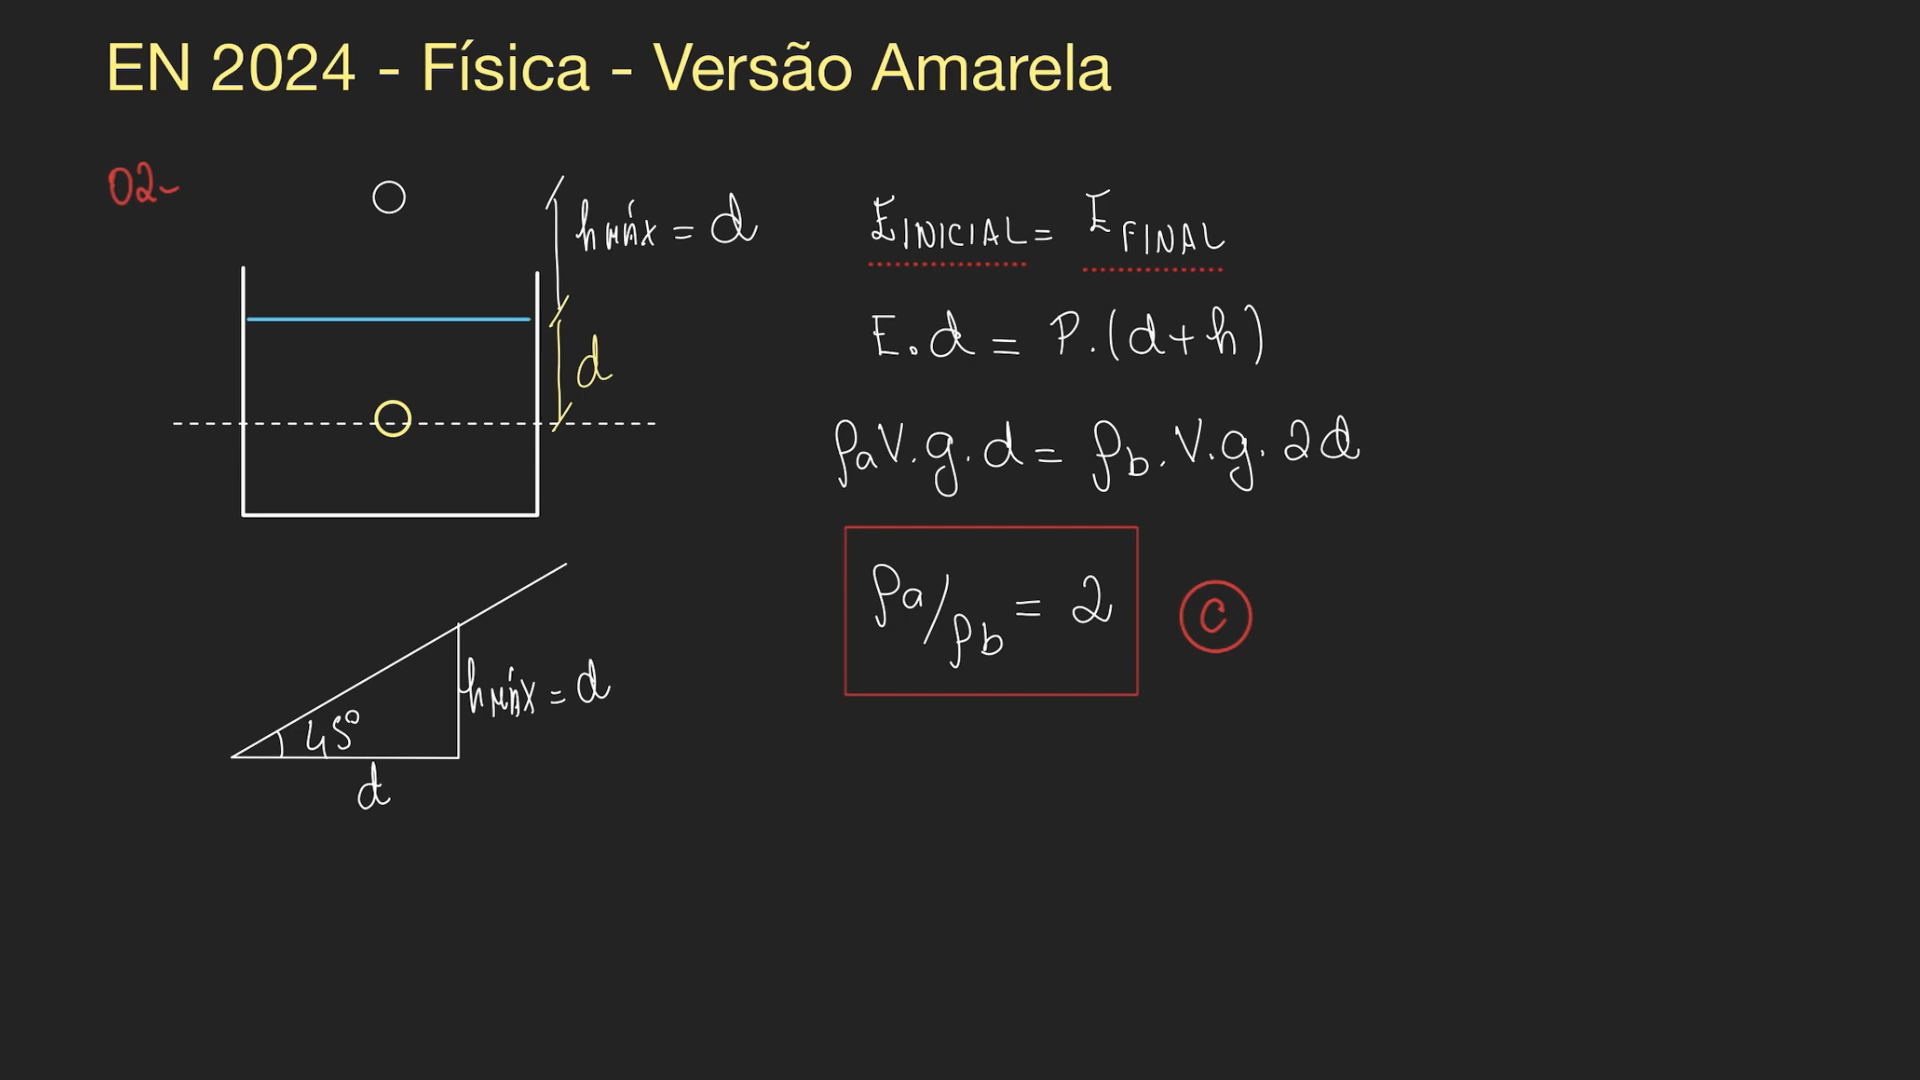 EN 2024 - Física - Versão Amarela
02-
hmáx = d
d
45°
hmáx = d
d
EINICIAL = EFINAL
E.d = P.(d+h)
ρaV.g.d = ρb.V.g.2d
ρa/ρb = 2
C